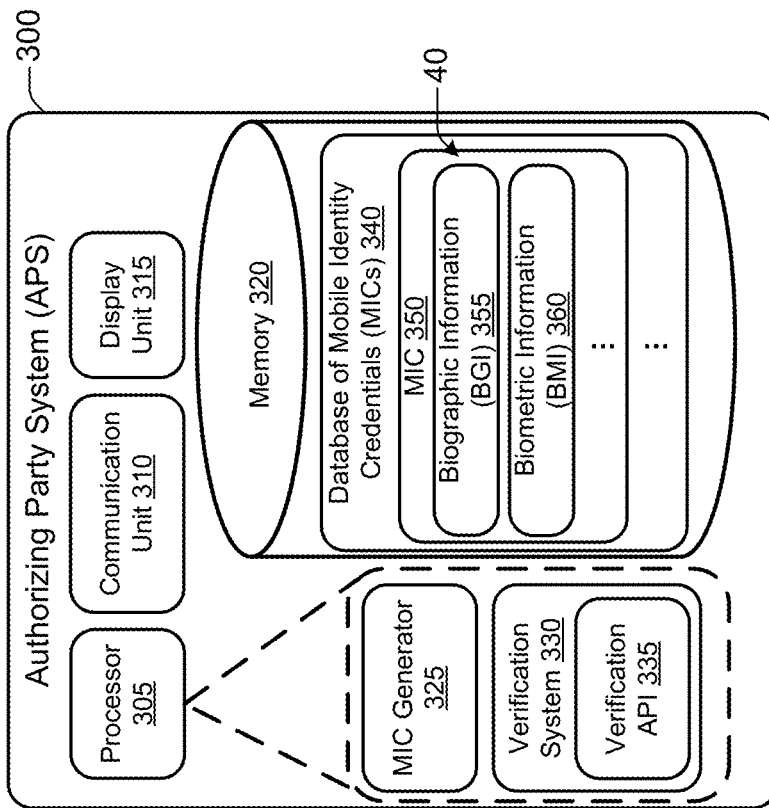 300
Authorizing Party System (APS)
Processor
305
Communication
Unit 310
Display
Unit 315
MIC Generator
325
Verification
System 330
Verification
API 335
Memory 320
Database of Mobile Identity
Credentials (MICs) 340
40
MIC 350
Biographic Information
(BGI) 355
Biometric Information
(BMI) 360
...
...